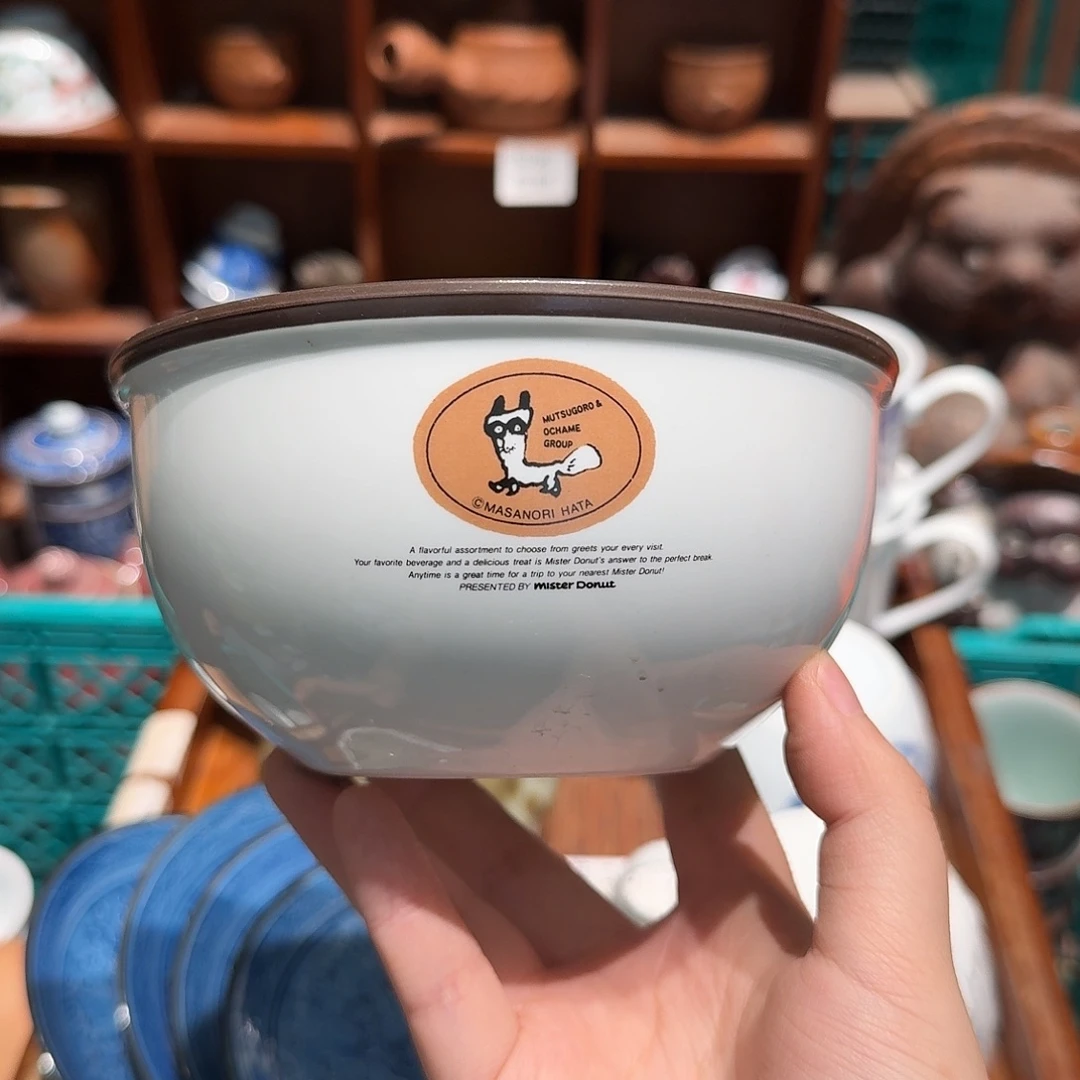 MUTSUGORO &
OCHAME
GROUP
©MASANORI HATA
A flavorful assortment to choose from greets your every visit.
Your favorite beverage and a delicious treat is Mister Donut's answer to the perfect break.
Anytime is a great time for a trip to your nearest Mister Donut!
PRESENTED BY mister Donut